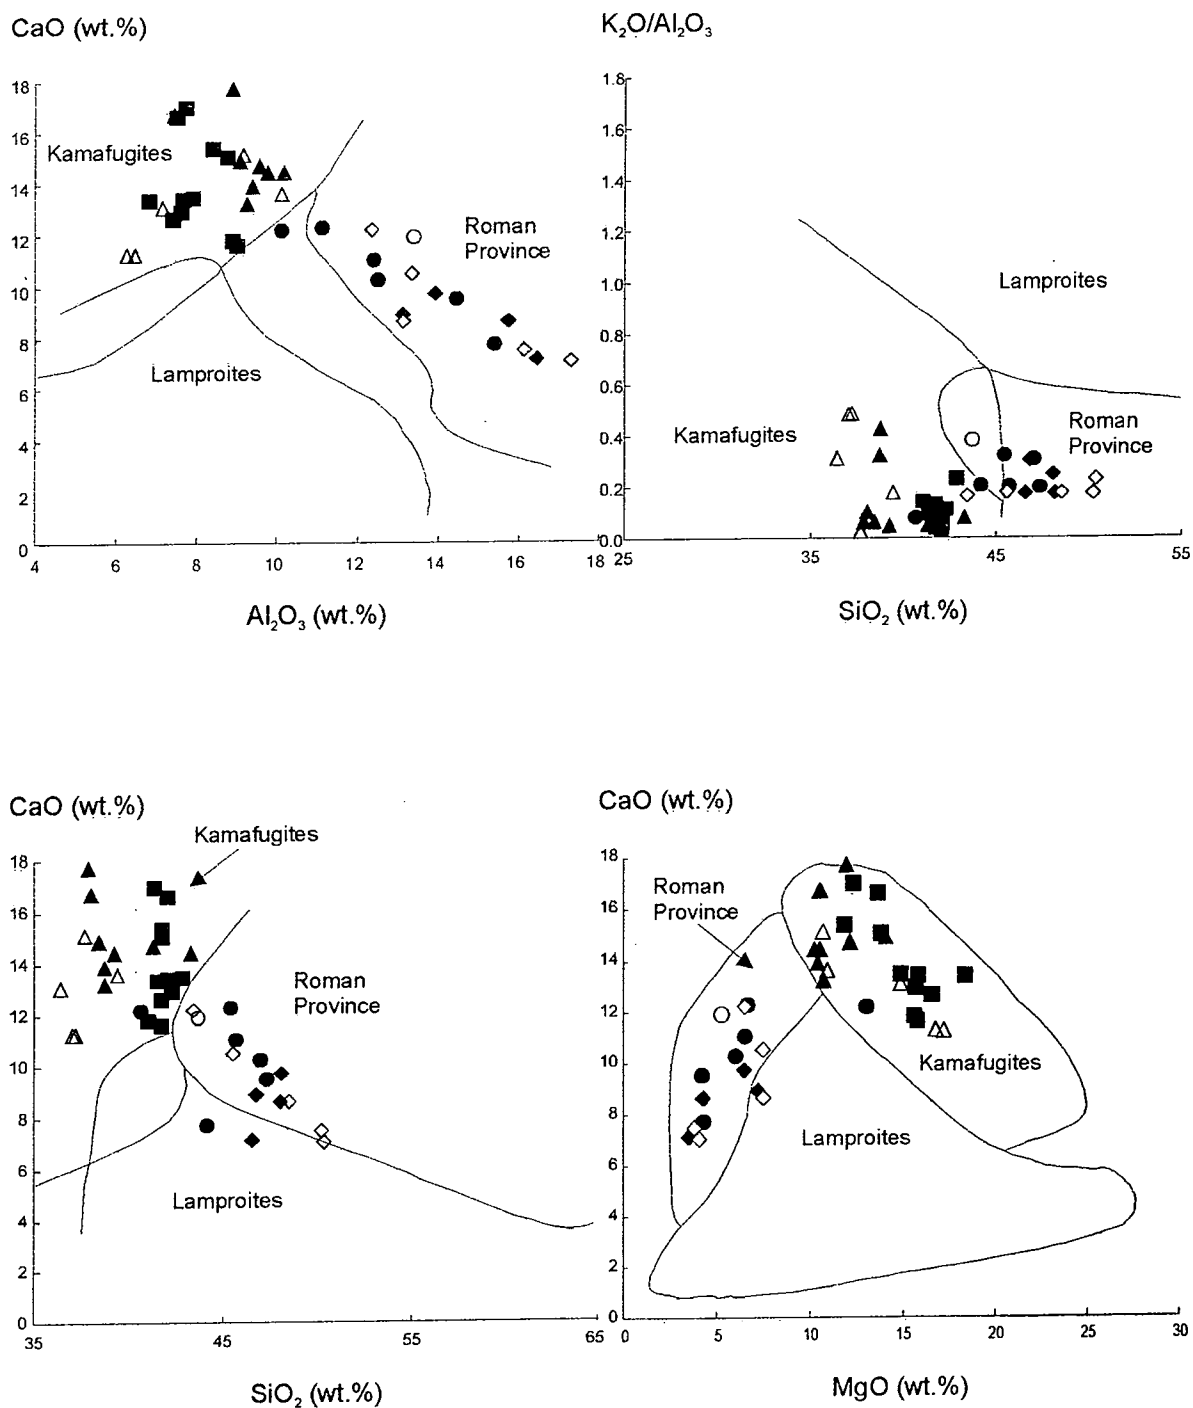 CaO (wt.%)
18
16
14
12
10
8
6
4
2
0
4
6
8
10
12
14
16
18
Kamafugites
Roman
Province
Lamproites
Al₂O₃ (wt.%)
K₂O/Al₂O₃
1.8
1.6
1.4
1.2
1.0
0.8
0.6
0.4
0.2
0.0
25
35
45
55
Lamproites
Kamafugites
Roman
Province
SiO₂ (wt.%)
CaO (wt.%)
18
16
14
12
10
8
6
4
2
0
35
45
55
65
Kamafugites
Roman
Province
Lamproites
SiO₂ (wt.%)
CaO (wt.%)
18
16
14
12
10
8
6
4
2
0
0
5
10
15
20
25
30
Roman
Province
Kamafugites
Lamproites
MgO (wt.%)